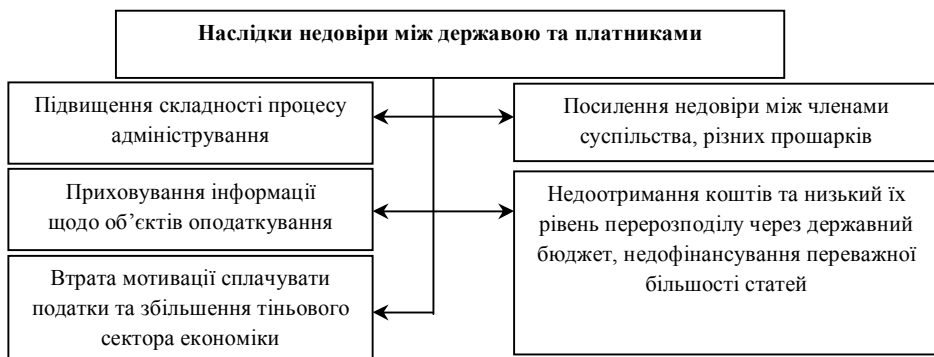 Наслідки недовіри між державою та платниками
Підвищення складності процесу
адміністрування
Посилення недовіри між членами
суспільства, різних прошарків
Приховування інформації
щодо об’єктів оподаткування
Недоотримання коштів та низький їх
рівень перерозподілу через державний
бюджет, недофінансування переважної
більшості статей
Втрата мотивації сплачувати
податки та збільшення тіньового
сектора економіки